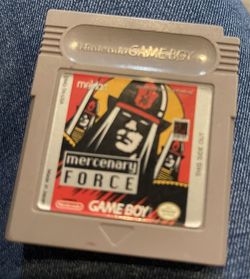 Nintendo GAME BOY
meldac
mercenary
FORCE
THIS SIDE OUT
Nintendo
GAME BOY